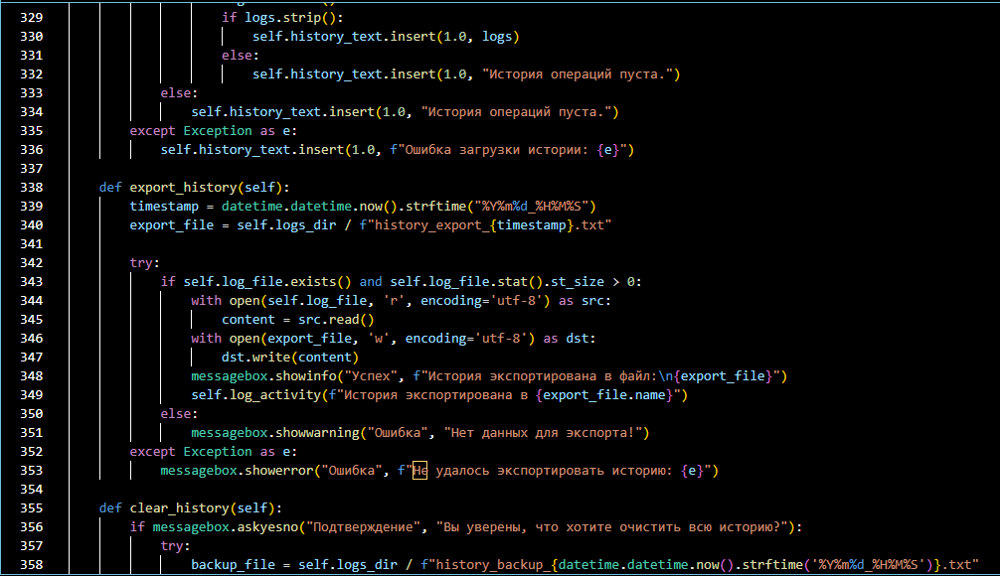 329 if logs.strip():
330 self.history_text.insert(1.0, logs)
331 else:
332 self.history_text.insert(1.0, "История операций пуста.")
333 else:
334 self.history_text.insert(1.0, "История операций пуста.")
335 except Exception as e:
336 self.history_text.insert(1.0, f"Ошибка загрузки истории: {e}")
337
338 def export_history(self):
339 timestamp = datetime.datetime.now().strftime("%Y%m%d_%H%M%S")
340 export_file = self.logs_dir / f"history_export_{timestamp}.txt"
341
342 try:
343 if self.log_file.exists() and self.log_file.stat().st_size > 0:
344 with open(self.log_file, 'r', encoding='utf-8') as src:
345 content = src.read()
346 with open(export_file, 'w', encoding='utf-8') as dst:
347 dst.write(content)
348 messagebox.showinfo("Успех", f"История экспортирована в файл:\n{export_file}")
349 self.log_activity(f"История экспортирована в {export_file.name}")
350 else:
351 messagebox.showwarning("Ошибка", "Нет данных для экспорта!")
352 except Exception as e:
353 messagebox.showerror("Ошибка", f"Не удалось экспортировать историю: {e}")
354
355 def clear_history(self):
356 if messagebox.askyesno("Подтверждение", "Вы уверены, что хотите очистить всю историю?"):
357 try:
358 backup_file = self.logs_dir / f"history_backup_{datetime.datetime.now().strftime('%Y%m%d_%H%M%S')}.txt"